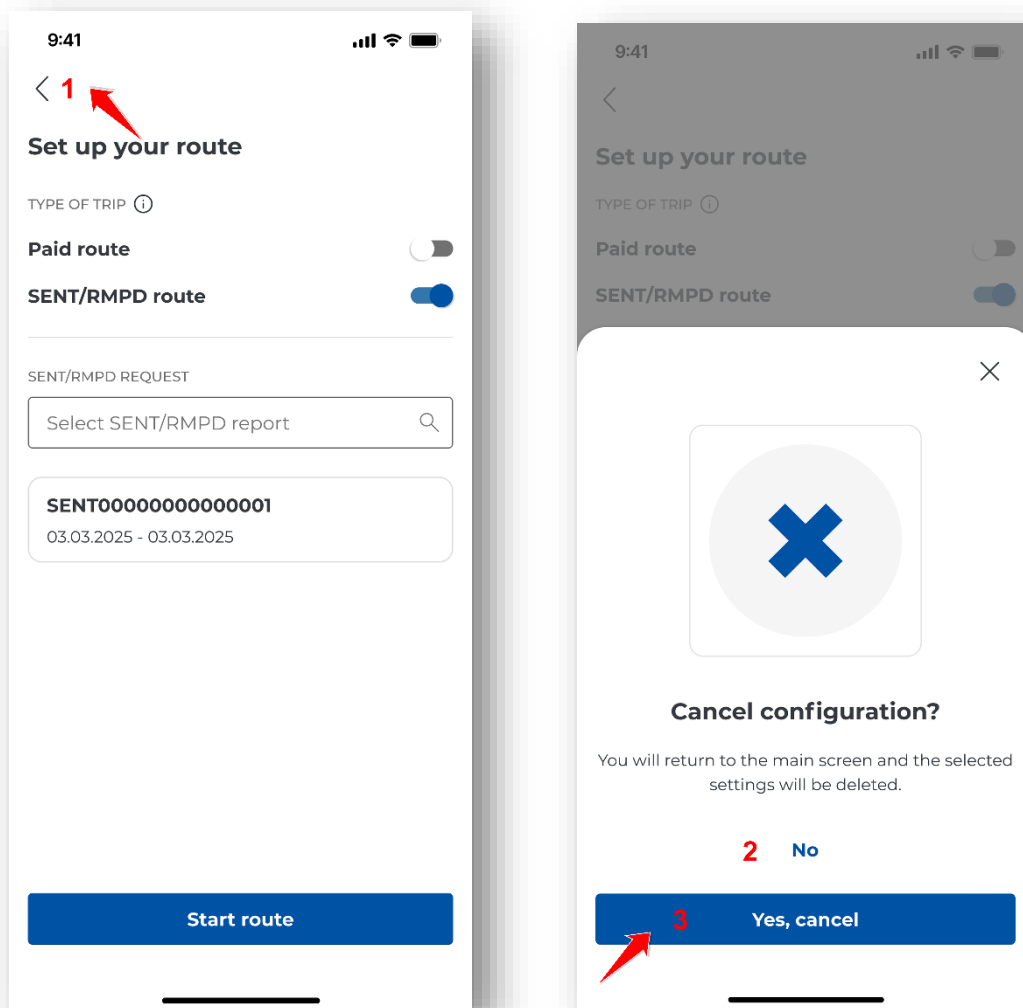 9:41
1
Set up your route
TYPE OF TRIP
Paid route
SENT/RMPD route
SENT/RMPD REQUEST
Select SENT/RMPD report
SENT00000000000001
03.03.2025 - 03.03.2025
Start route
9:41
Set up your route
TYPE OF TRIP
Paid route
SENT/RMPD route
Cancel configuration?
You will return to the main screen and the selected
settings will be deleted.
2 No
3 Yes, cancel